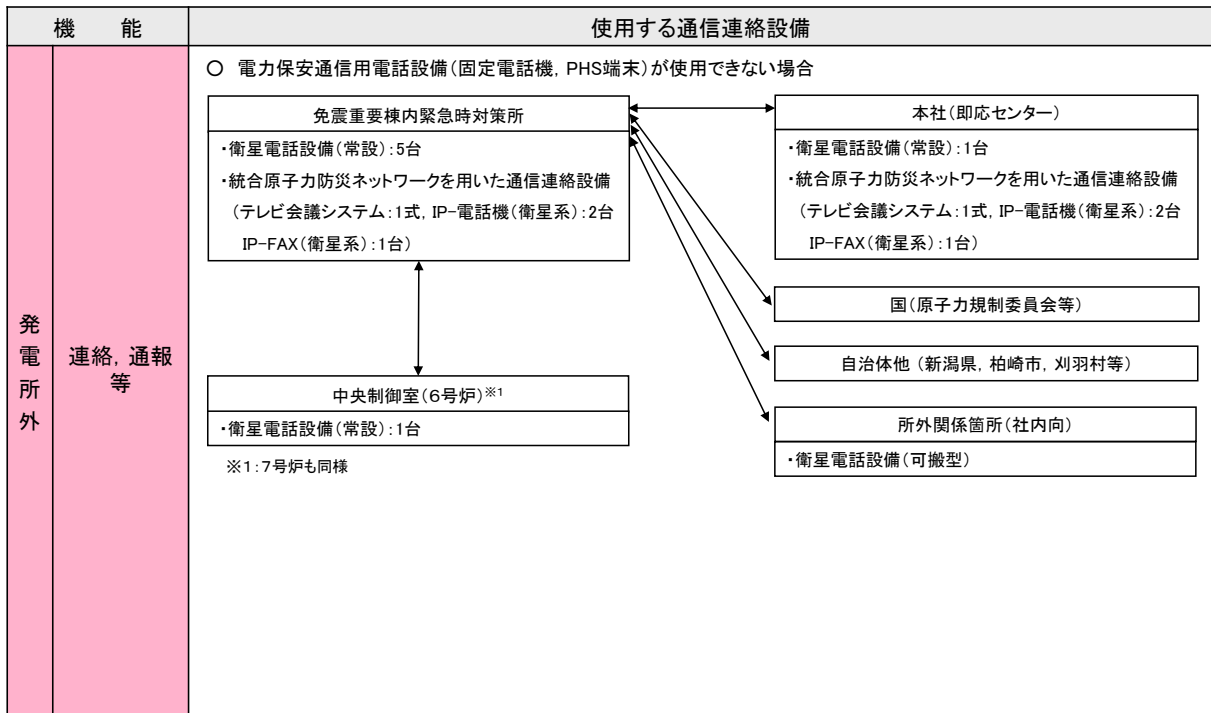 機 能
使用する通信連絡設備
発電所外
連絡，通報等
○ 電力保安通信用電話設備（固定電話機，PHS端末）が使用できない場合
免震重要棟内緊急時対策所
・衛星電話設備（常設）：5台
・統合原子力防災ネットワークを用いた通信連絡設備
（テレビ会議システム：1式，IP-電話機（衛星系）：2台
IP-FAX（衛星系）：1台）
中央制御室（6号炉）※1
・衛星電話設備（常設）：1台
※1：7号炉も同様
本社（即応センター）
・衛星電話設備（常設）：1台
・統合原子力防災ネットワークを用いた通信連絡設備
（テレビ会議システム：1式，IP-電話機（衛星系）：2台
IP-FAX（衛星系）：1台）
国（原子力規制委員会等）
自治体他 （新潟県，柏崎市，刈羽村等）
所外関係箇所（社内向）
・衛星電話設備（可搬型）